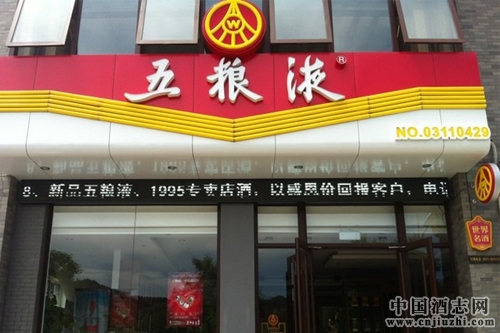 五粮液®
NO.03110429
8、新品五粮液、1995专卖店酒，以感恩价回播客户，电话
世界
名酒
中国酒志网
www.cnjiuzhi.com